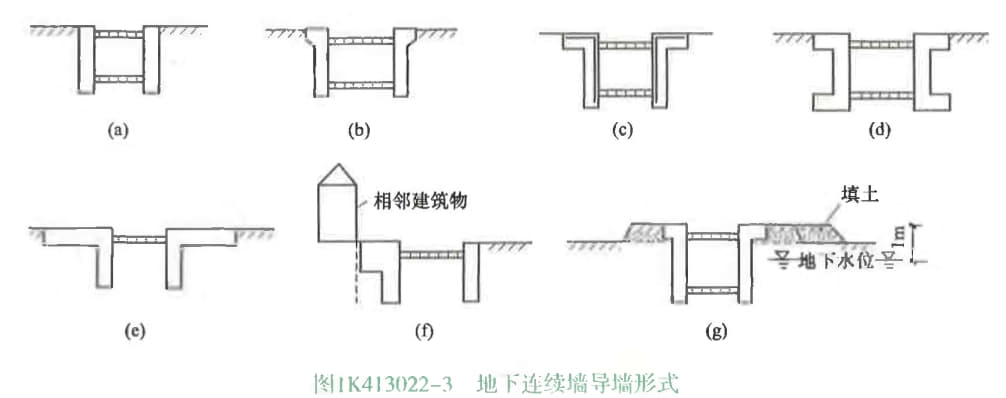 (a)
(b)
(c)
(d)
相邻建筑物
填土
1m
地下水位
(e)
(f)
(g)
图1K413022-3 地下连续墙导墙形式